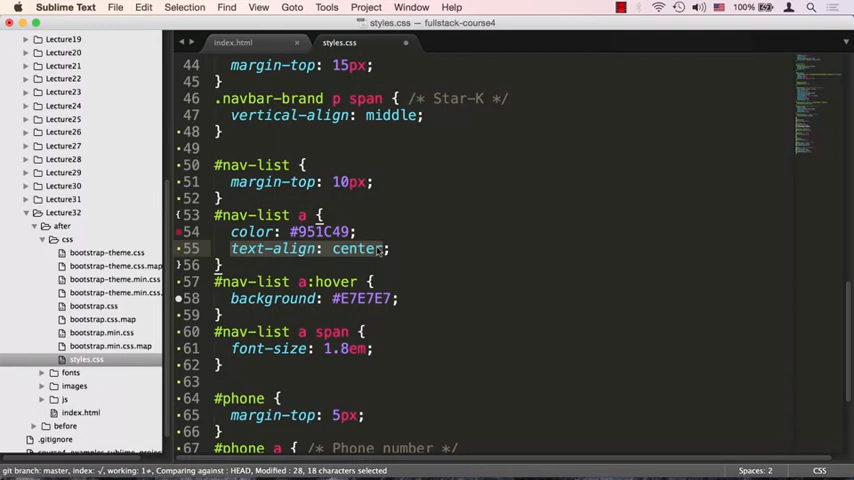 Sublime Text File Edit Selection Find View Goto Tools Project Window Help 100%
styles.css — fullstack-course4
Lecture19
Lecture20
Lecture21
Lecture22
Lecture23
Lecture24
Lecture25
Lecture26
Lecture27
Lecture28
Lecture29
Lecture30
Lecture31
Lecture32
after
css
bootstrap-theme.css
bootstrap-theme.css.map
bootstrap-theme.min.css
bootstrap-theme.min.css.
bootstrap.css
bootstrap.css.map
bootstrap.min.css
bootstrap.min.css.map
styles.css
fonts
images
js
index.html
before
.gitignore
index.html × styles.css
44 margin-top: 15px;
45 }
46 .navbar-brand p span { /* Star-K */
47 vertical-align: middle;
48 }
49
50 #nav-list {
51 margin-top: 10px;
52 }
53 #nav-list a {
54 color: #951C49;
55 text-align: center;
56 }
57 #nav-list a:hover {
58 background: #E7E7E7;
59 }
60 #nav-list a span {
61 font-size: 1.8em;
62 }
63
64 #phone {
65 margin-top: 5px;
66 }
67 #phone a { /* Phone number */
git branch: master, index: √, working: 1+, Comparing against : HEAD, Modified : 28, 18 characters selected Spaces: 2 CSS